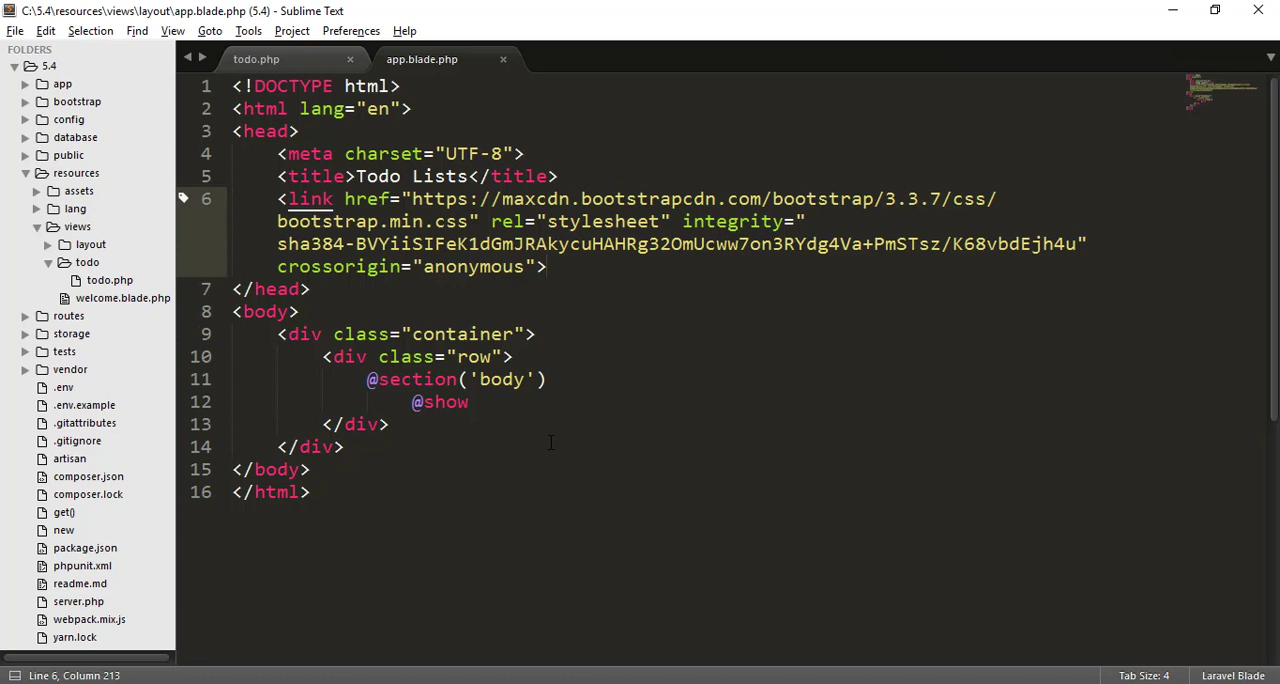 C:\5.4\resources\views\layout\app.blade.php (5.4) - Sublime Text
File Edit Selection Find View Goto Tools Project Preferences Help
FOLDERS
5.4
app
bootstrap
config
database
public
resources
assets
lang
views
layout
todo
todo.php
welcome.blade.php
routes
storage
tests
vendor
.env
.env.example
.gitattributes
.gitignore
artisan
composer.json
composer.lock
get()
new
package.json
phpunit.xml
readme.md
server.php
webpack.mix.js
yarn.lock
todo.php app.blade.php
1 <!DOCTYPE html>
2 <html lang="en">
3 <head>
4 <meta charset="UTF-8">
5 <title>Todo Lists</title>
6 <link href="https://maxcdn.bootstrapcdn.com/bootstrap/3.3.7/css/
bootstrap.min.css" rel="stylesheet" integrity="
sha384-BVYiiSIFeK1dGmJRAkycuHAHRg32OmUcww7on3RYdg4Va+PmSTsz/K68vbdEjh4u"
crossorigin="anonymous">
7 </head>
8 <body>
9 <div class="container">
10 <div class="row">
11 @section('body')
12 @show
13 </div>
14 </div>
15 </body>
16 </html>
Line 6, Column 213 Tab Size: 4 Laravel Blade